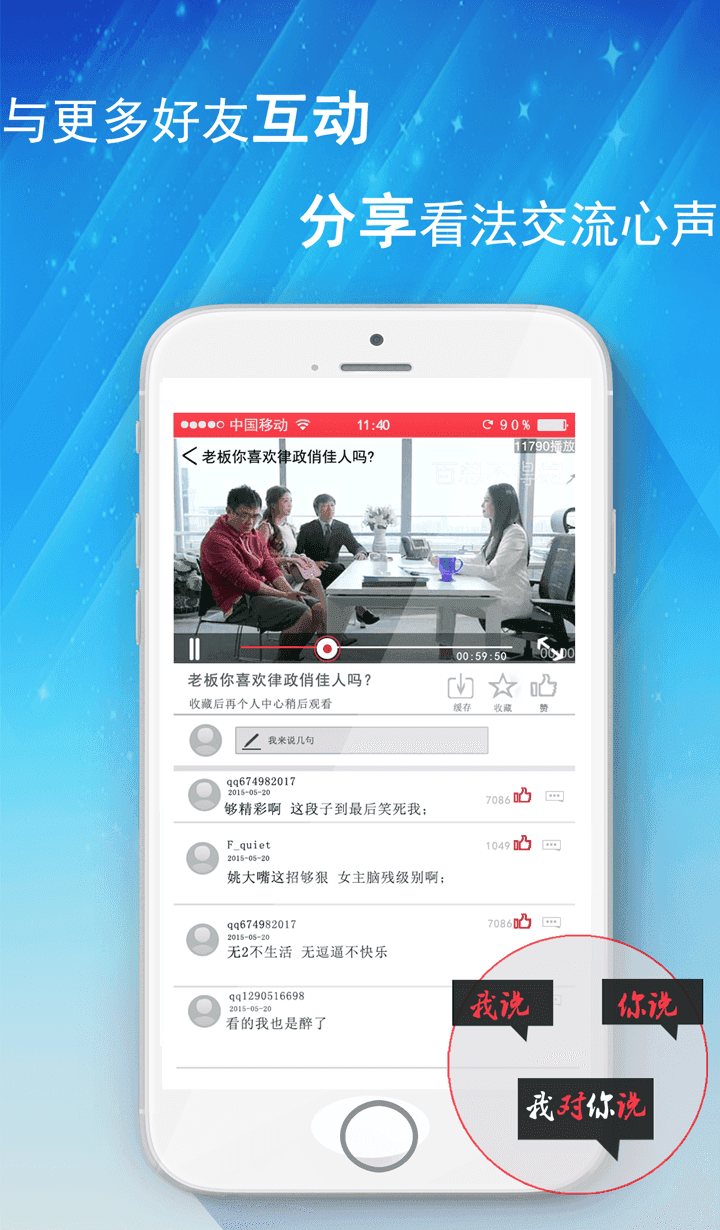 与更多好友互动
分享看法交流心声
中国移动 11:40 90%
老板你喜欢律政俏人吗? 11790播放
00:59:50
老板你喜欢律政俏佳人吗?
收藏后再个人中心稍后观看
缓存 收藏 赞
我来说几句
qq674982017
2015-05-20
够精彩啊 这段子到最后笑死我;
7086
F_quiet
2015-05-20
姚大嘴这招够狠 女主脑残级别啊;
1049
qq674982017
2015-05-20
无2不生活 无逗逼不快乐
7086
qq1290516698
2015-05-20
看的我也是醉了
我说
你说
我对你说